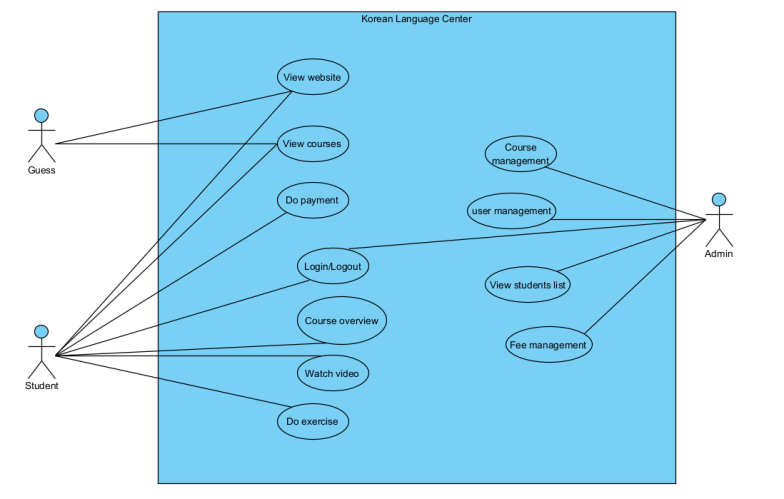 Korean Language Center
View website
Guess
View courses
Course
management
Do payment
user management
Admin
Login/Logout
View students list
Course overview
Fee management
Student
Watch video
Do exercise